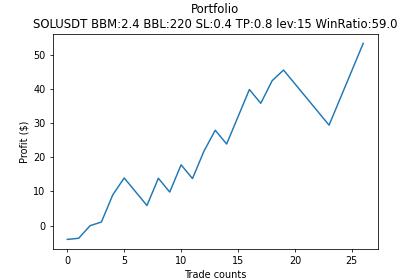 Portfolio
SOLUSDT BBM:2.4 BBL:220 SL:0.4 TP:0.8 lev:15 WinRatio:59.0
50
40
30
20
10
0
Profit ($)
0 5 10 15 20 25
Trade counts